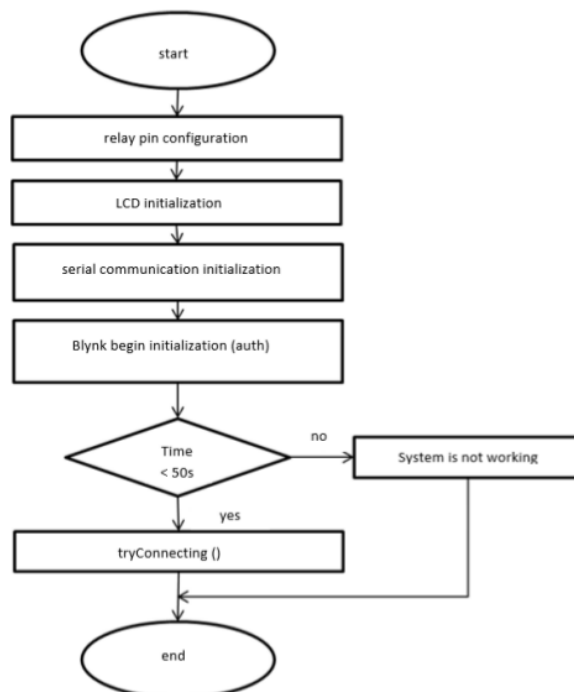 start
relay pin configuration
LCD initialization
serial communication initialization
Blynk begin initialization (auth)
Time
< 50s
no
System is not working
yes
tryConnecting ()
end